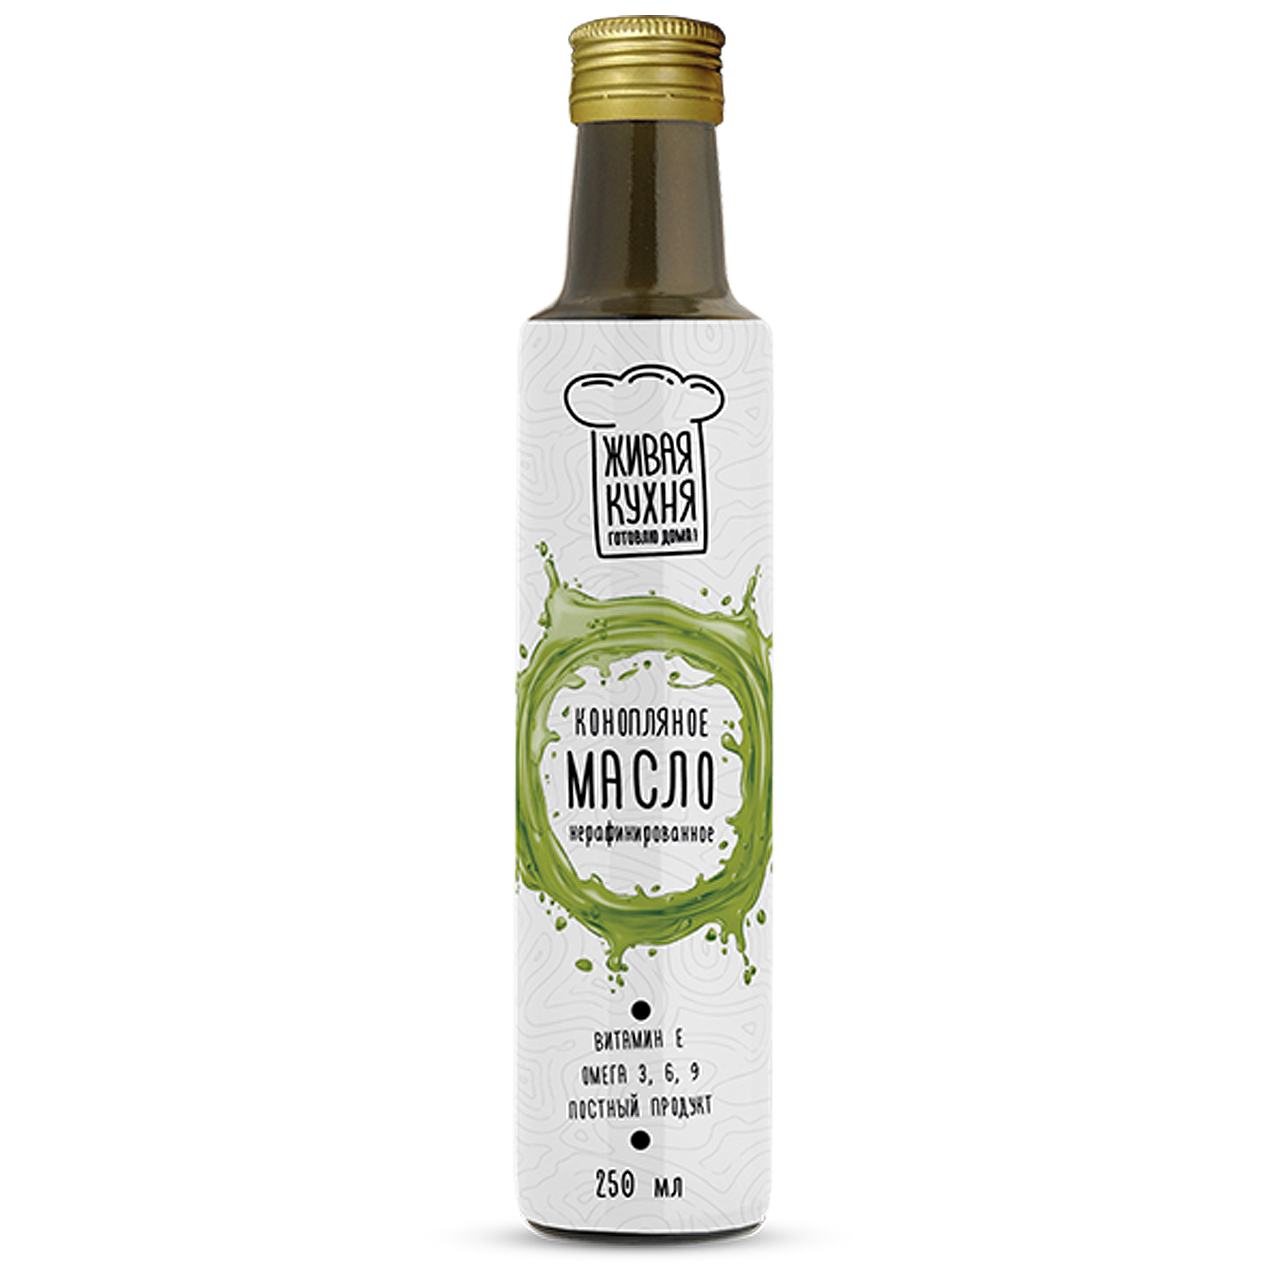 ЖИВАЯ
КУХНЯ
ГОТОВЛЮ ДОМА!
КОНОПЛЯНОЕ
МАСЛО
нерафинированное
ВИТАМИН Е
ОМЕГА 3, 6, 9
ПОСТНЫЙ ПРОДУКТ
250 мл